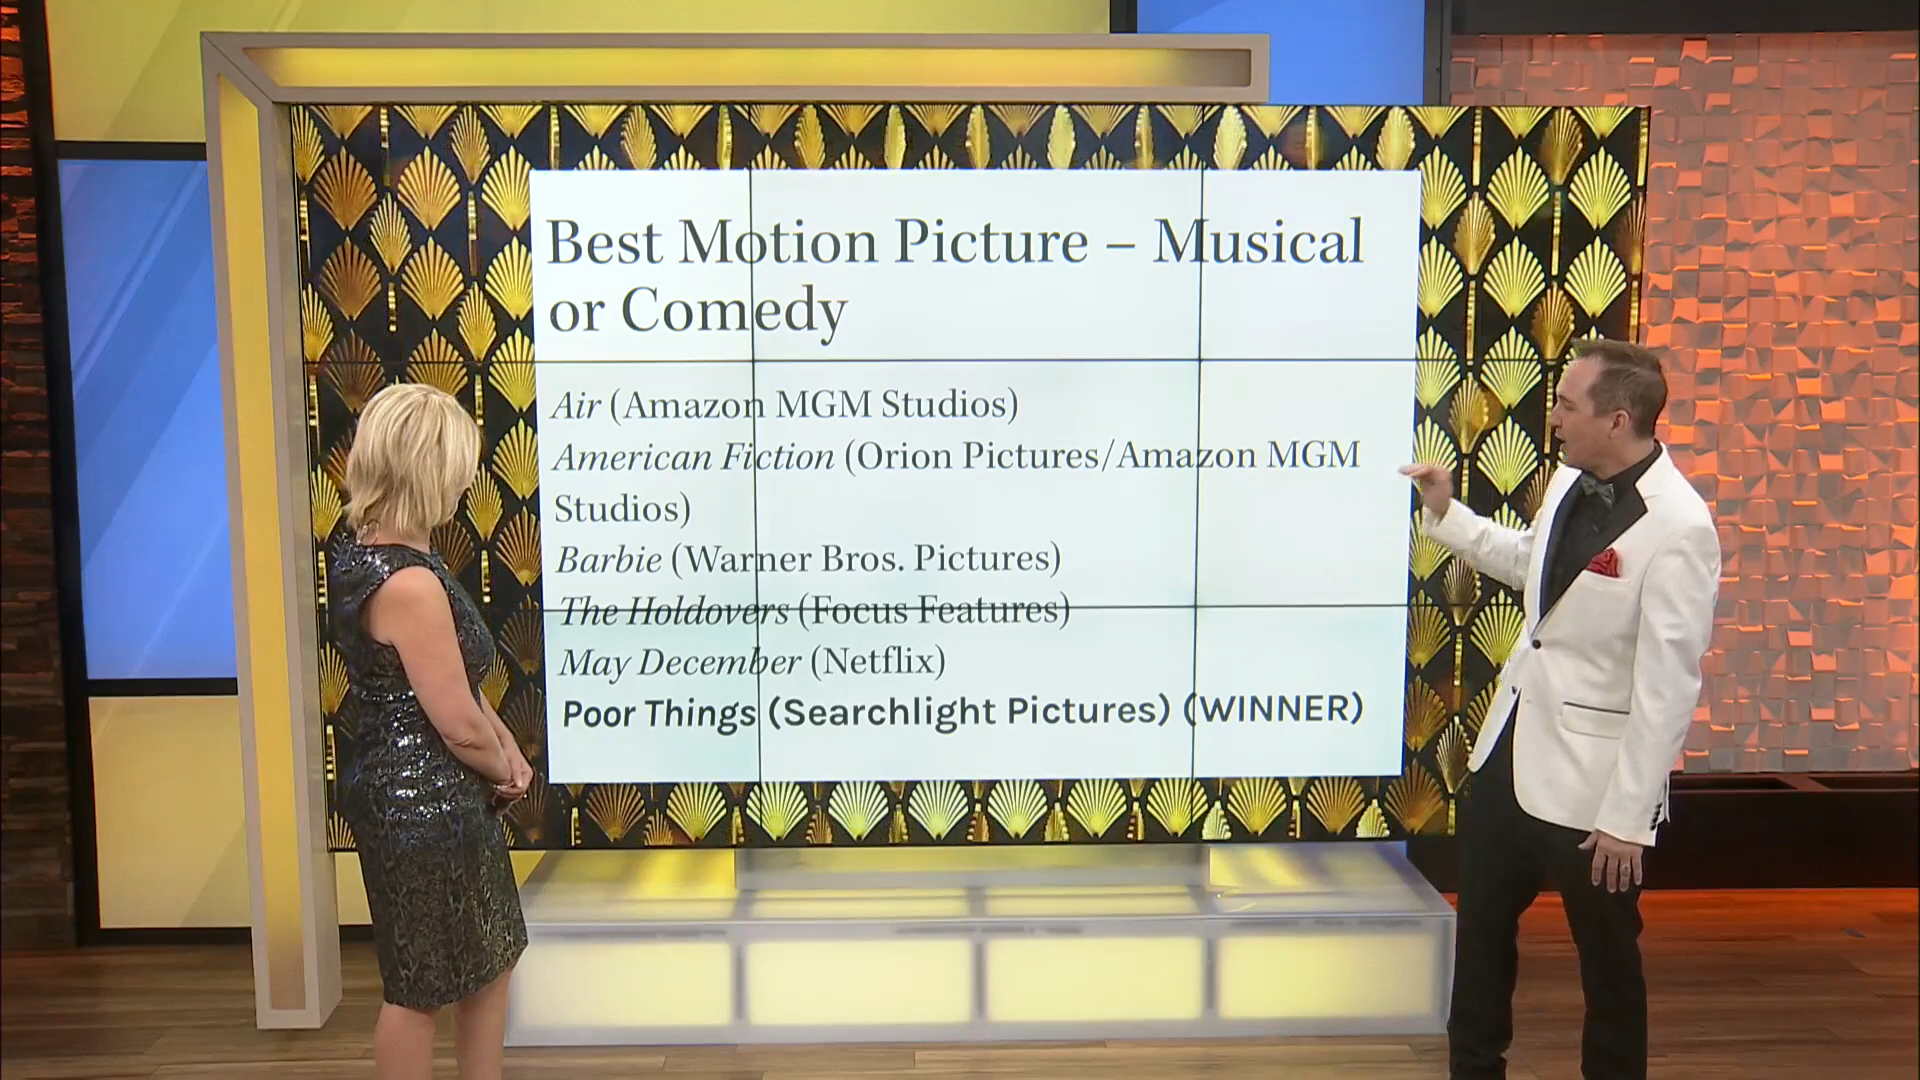 Best Motion Picture – Musical
or Comedy
Air (Amazon MGM Studios)
American Fiction (Orion Pictures/Amazon MGM
Studios)
Barbie (Warner Bros. Pictures)
The Holdovers (Focus Features)
May December (Netflix)
Poor Things (Searchlight Pictures) (WINNER)